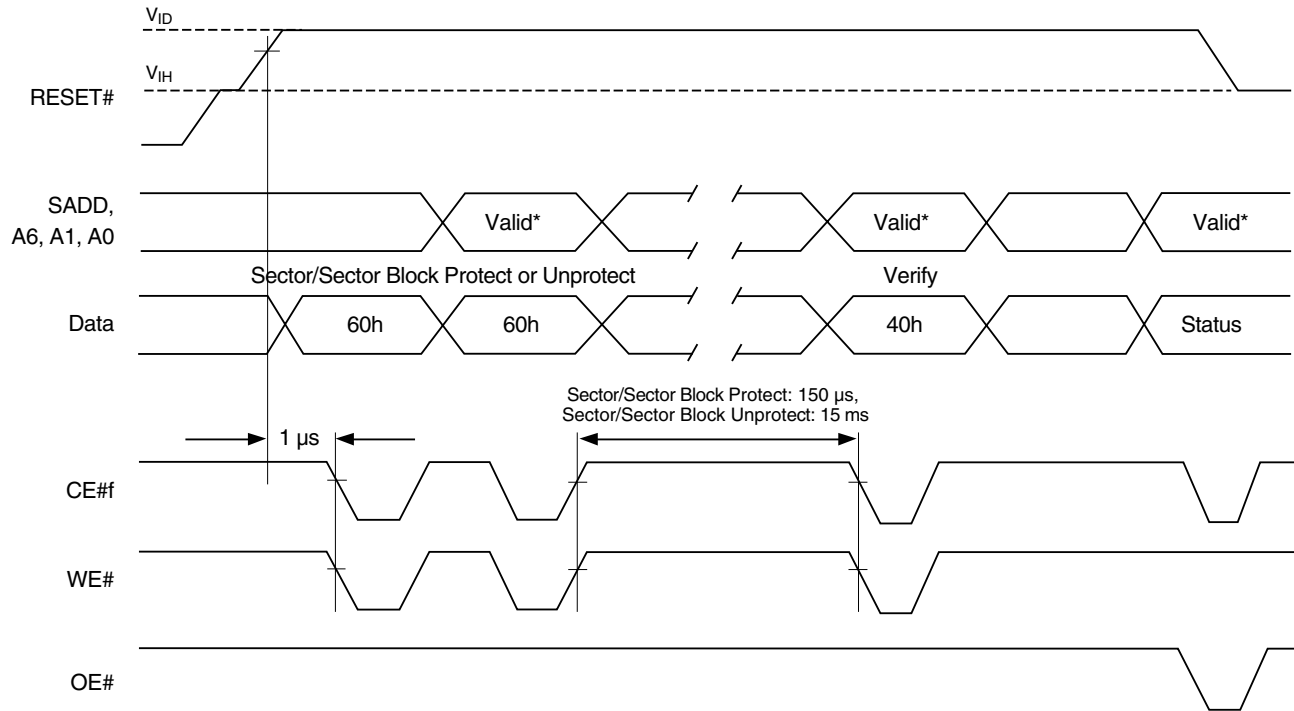 VID
VIH
RESET#
SADD,
A6, A1, A0
Valid*
Valid*
Valid*
Sector/Sector Block Protect or Unprotect
Verify
Data
60h
60h
40h
Status
Sector/Sector Block Protect: 150 µs,
Sector/Sector Block Unprotect: 15 ms
1 µs
CE#f
WE#
OE#